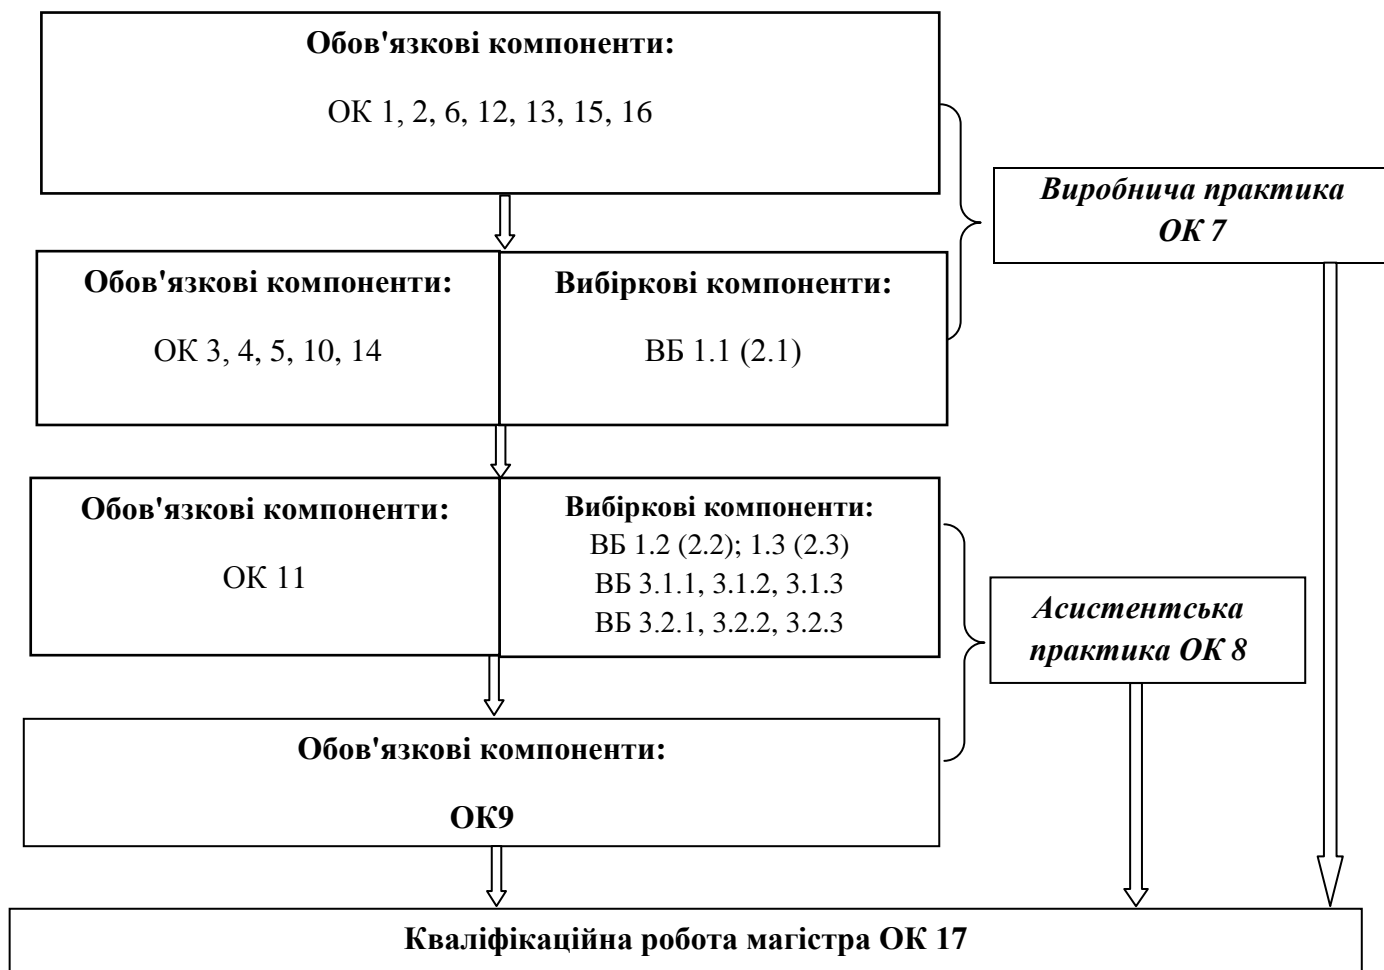 Обов'язкові компоненти:
ОК 1, 2, 6, 12, 13, 15, 16
Виробнича практика
ОК 7
Обов'язкові компоненти:
ОК 3, 4, 5, 10, 14
Вибіркові компоненти:
ВБ 1.1 (2.1)
Обов'язкові компоненти:
ОК 11
Вибіркові компоненти:
ВБ 1.2 (2.2); 1.3 (2.3)
ВБ 3.1.1, 3.1.2, 3.1.3
ВБ 3.2.1, 3.2.2, 3.2.3
Асистентська
практика ОК 8
Обов'язкові компоненти:
ОК9
Кваліфікаційна робота магістра ОК 17